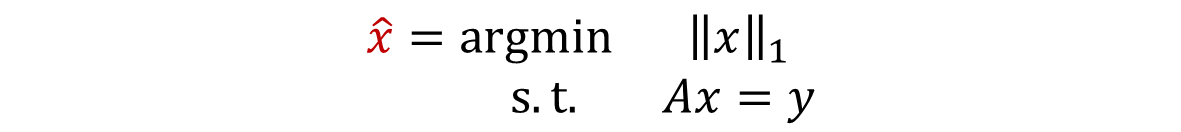 x̂ = argmin ‖x‖₁
s. t. Ax = y